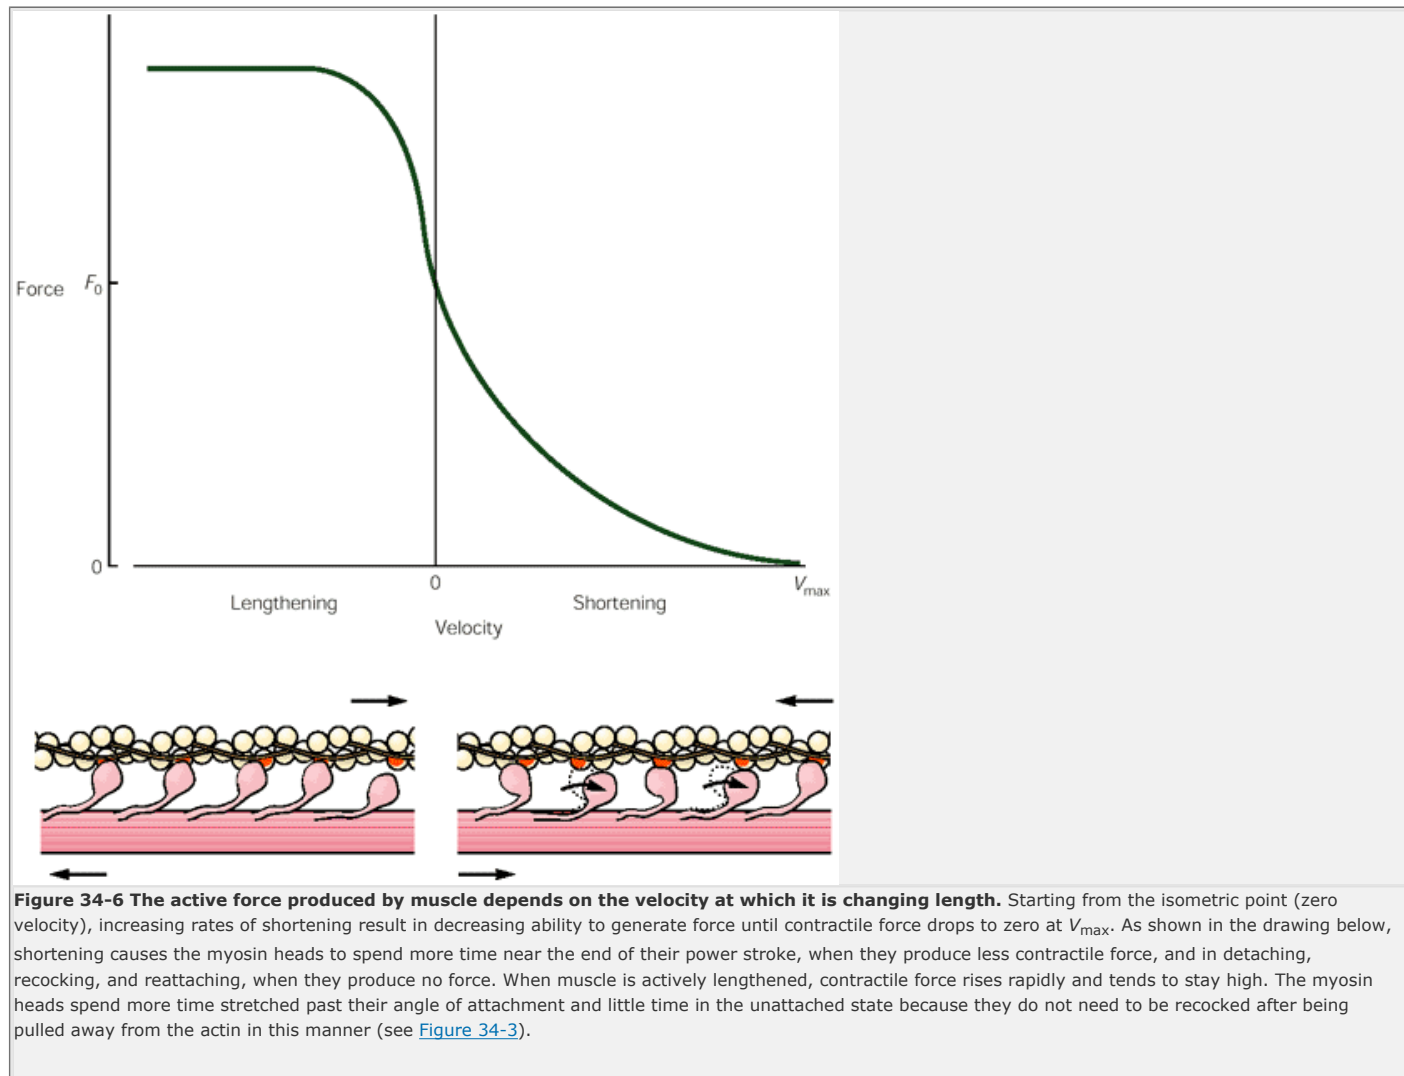 Force
F0
0
0
Vmax
Lengthening
Shortening
Velocity
Figure 34-6 The active force produced by muscle depends on the velocity at which it is changing length. Starting from the isometric point (zero
velocity), increasing rates of shortening result in decreasing ability to generate force until contractile force drops to zero at Vmax. As shown in the drawing below,
shortening causes the myosin heads to spend more time near the end of their power stroke, when they produce less contractile force, and in detaching,
recocking, and reattaching, when they produce no force. When muscle is actively lengthened, contractile force rises rapidly and tends to stay high. The myosin
heads spend more time stretched past their angle of attachment and little time in the unattached state because they do not need to be recocked after being
pulled away from the actin in this manner (see Figure 34-3).